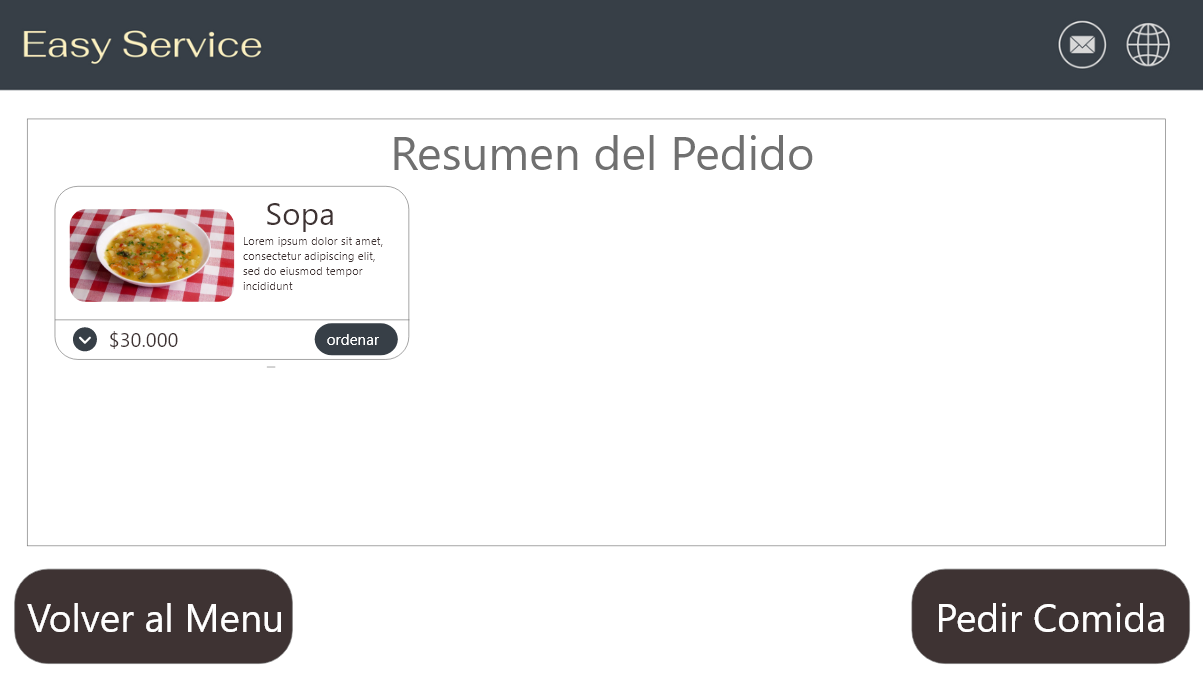 Easy Service
Resumen del Pedido
Sopa
Lorem ipsum dolor sit amet,
consectetur adipiscing elit,
sed do eiusmod tempor
incididunt
$30.000
ordenar
Volver al Menu
Pedir Comida